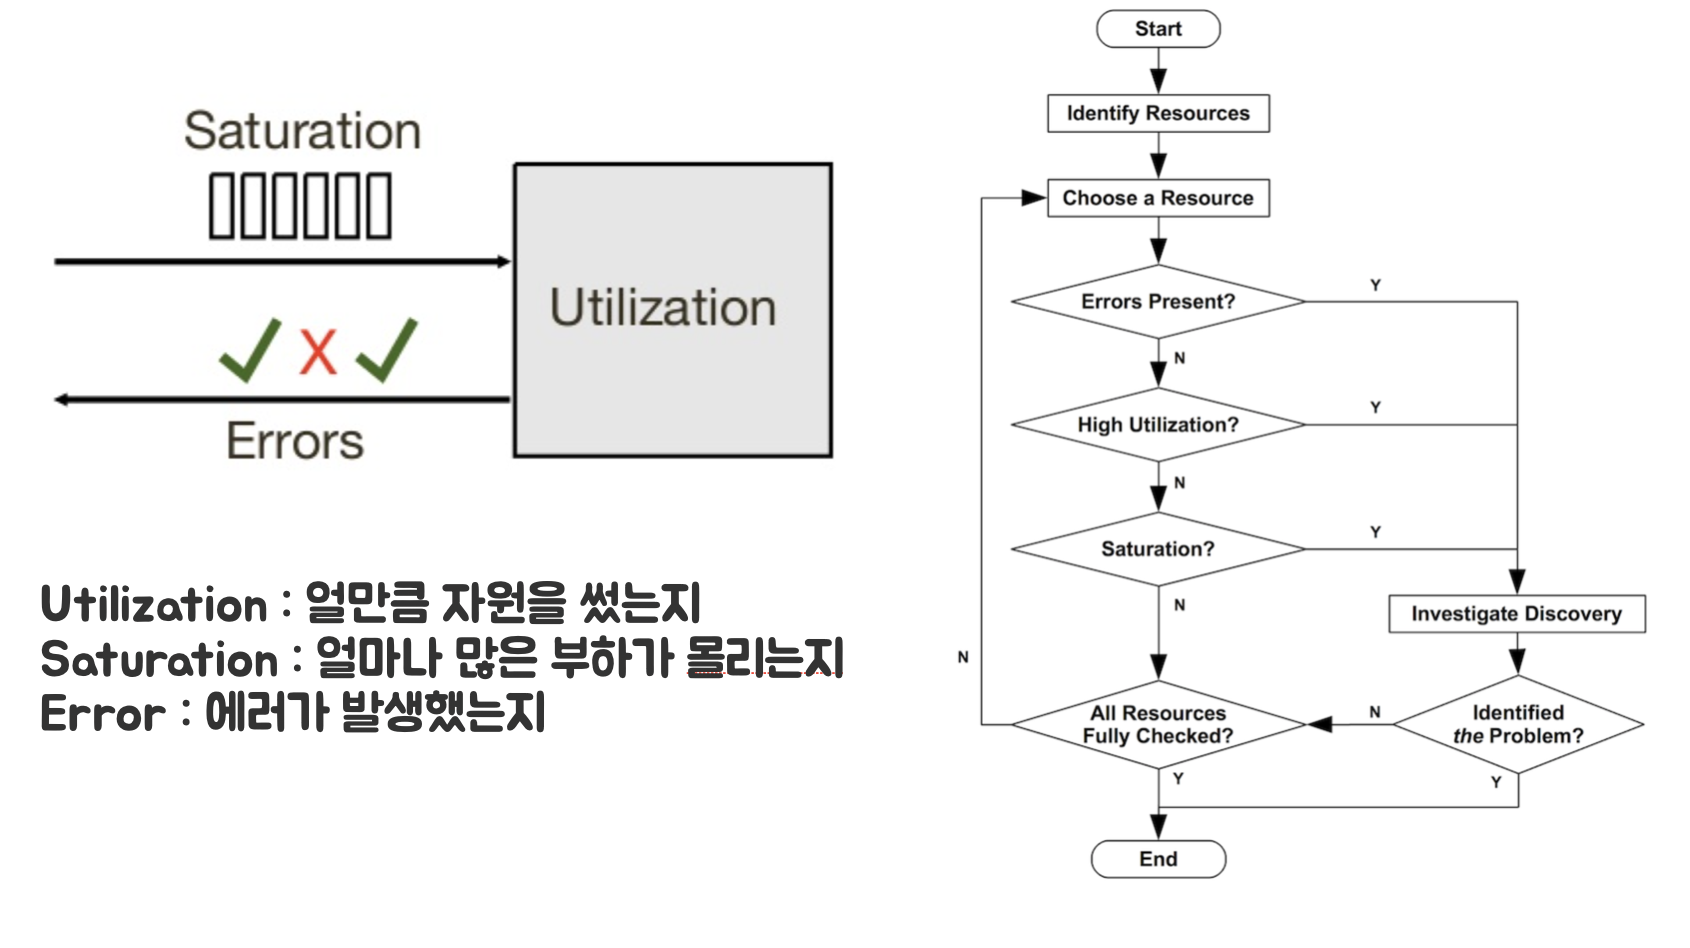 Saturation
Utilization
X
Errors
Utilization : 얼만큼 자원을 썼는지
Saturation : 얼마나 많은 부하가 몰리는지
Error : 에러가 발생했는지
Start
Identify Resources
Choose a Resource
Errors Present?
Y
N
High Utilization?
Y
N
Saturation?
Y
N
Investigate Discovery
N
All Resources
Fully Checked?
N
Identified
the Problem?
Y
Y
End